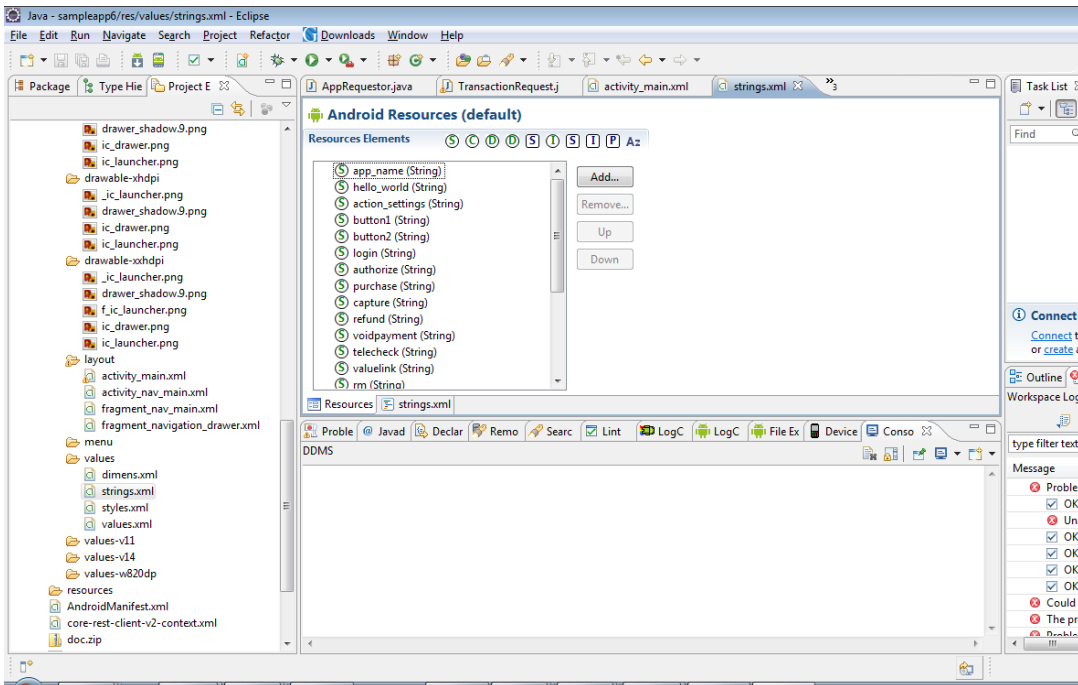 Java - sampleapp6/res/values/strings.xml - Eclipse
File Edit Run Navigate Search Project Refactor Downloads Window Help
Package Type Hie Project E
drawer_shadow.9.png
ic_drawer.png
ic_launcher.png
drawable-xhdpi
_ic_launcher.png
drawer_shadow.9.png
ic_drawer.png
ic_launcher.png
drawable-xxhdpi
_ic_launcher.png
drawer_shadow.9.png
f_ic_launcher.png
ic_drawer.png
ic_launcher.png
layout
activity_main.xml
activity_nav_main.xml
fragment_nav_main.xml
fragment_navigation_drawer.xml
menu
values
dimens.xml
strings.xml
styles.xml
values.xml
values-v11
values-v14
values-w820dp
resources
AndroidManifest.xml
core-rest-client-v2-context.xml
doc.zip
AppRequestor.java TransactionRequest.j activity_main.xml strings.xml 3
Android Resources (default)
Resources Elements S C D D S I S I P Az
S app_name (String)
S hello_world (String)
S action_settings (String)
S button1 (String)
S button2 (String)
S login (String)
S authorize (String)
S purchase (String)
S capture (String)
S refund (String)
S voidpayment (String)
S telecheck (String)
S valuelink (String)
S rm (String)
Add...
Remove...
Up
Down
Resources strings.xml
Proble Javad Declar Remo Searc Lint LogC LogC File Ex Device Conso
DDMS
Task List
Find
Connect
Connect t
or create a
Outline
Workspace Log
type filter text
Message
Proble
OK
Un
OK
OK
OK
OK
Could
The pr
Proble